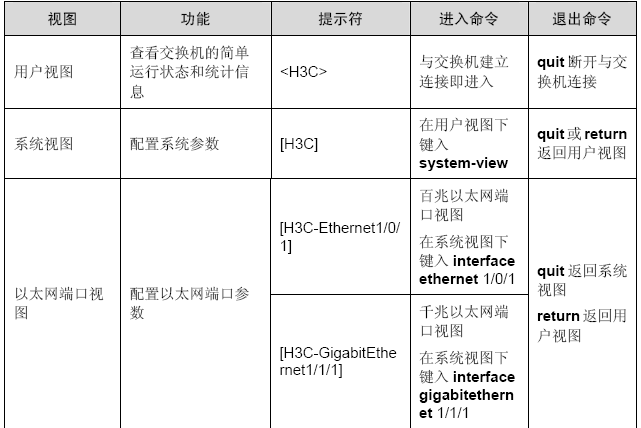 视图 功能 提示符 进入命令 退出命令
用户视图
查看交换机的简单
运行状态和统计信
息
<H3C>
与交换机建立
连接即进入
quit 断开与交
换机连接
系统视图
配置系统参数
[H3C]
在用户视图下
键入
system-view
quit 或 return
返回用户视图
以太网端口视
图
配置以太网端口参
数
[H3C-Ethernet1/0/
1]
百兆以太网端
口视图
在系统视图下
键入 interface
ethernet 1/0/1
[H3C-GigabitEthe
rnet1/1/1]
千兆以太网端
口视图
在系统视图下
键入 interface
gigabitethern
et 1/1/1
quit 返回系统
视图
return 返回用
户视图